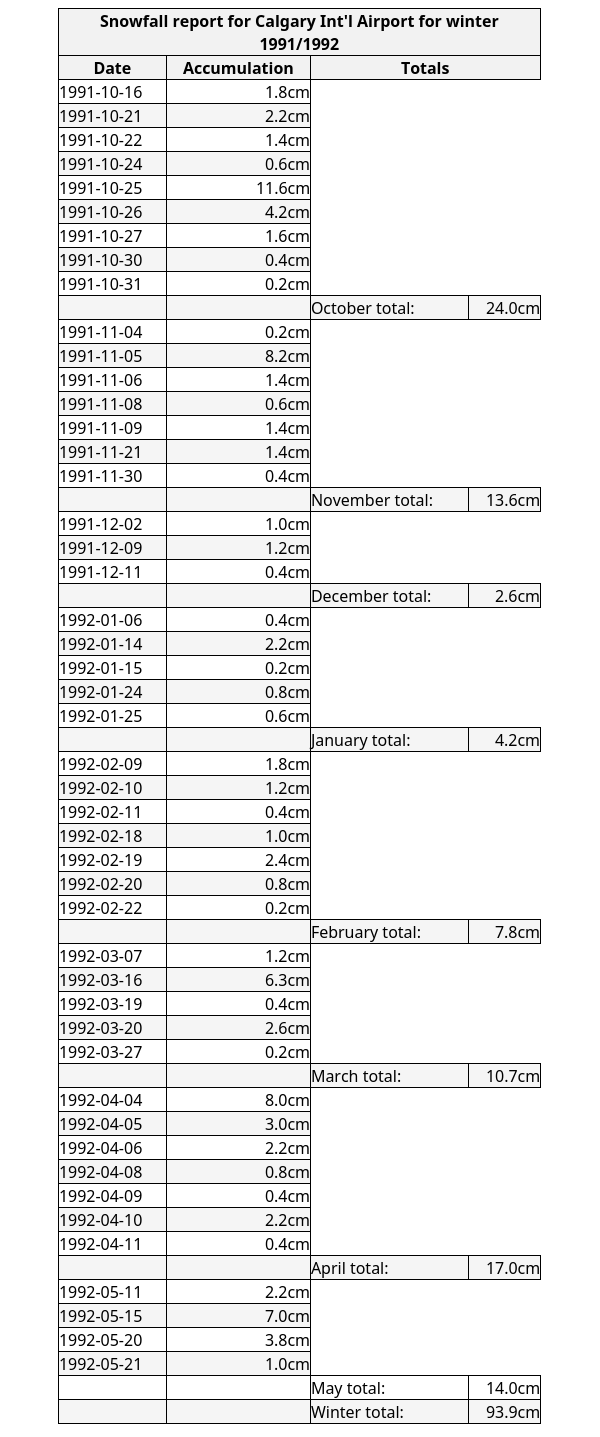 Snowfall report for Calgary Int'l Airport for winter
1991/1992
Date Accumulation Totals
1991-10-16 1.8cm
1991-10-21 2.2cm
1991-10-22 1.4cm
1991-10-24 0.6cm
1991-10-25 11.6cm
1991-10-26 4.2cm
1991-10-27 1.6cm
1991-10-30 0.4cm
1991-10-31 0.2cm
October total: 24.0cm
1991-11-04 0.2cm
1991-11-05 8.2cm
1991-11-06 1.4cm
1991-11-08 0.6cm
1991-11-09 1.4cm
1991-11-21 1.4cm
1991-11-30 0.4cm
November total: 13.6cm
1991-12-02 1.0cm
1991-12-09 1.2cm
1991-12-11 0.4cm
December total: 2.6cm
1992-01-06 0.4cm
1992-01-14 2.2cm
1992-01-15 0.2cm
1992-01-24 0.8cm
1992-01-25 0.6cm
January total: 4.2cm
1992-02-09 1.8cm
1992-02-10 1.2cm
1992-02-11 0.4cm
1992-02-18 1.0cm
1992-02-19 2.4cm
1992-02-20 0.8cm
1992-02-22 0.2cm
February total: 7.8cm
1992-03-07 1.2cm
1992-03-16 6.3cm
1992-03-19 0.4cm
1992-03-20 2.6cm
1992-03-27 0.2cm
March total: 10.7cm
1992-04-04 8.0cm
1992-04-05 3.0cm
1992-04-06 2.2cm
1992-04-08 0.8cm
1992-04-09 0.4cm
1992-04-10 2.2cm
1992-04-11 0.4cm
April total: 17.0cm
1992-05-11 2.2cm
1992-05-15 7.0cm
1992-05-20 3.8cm
1992-05-21 1.0cm
May total: 14.0cm
Winter total: 93.9cm